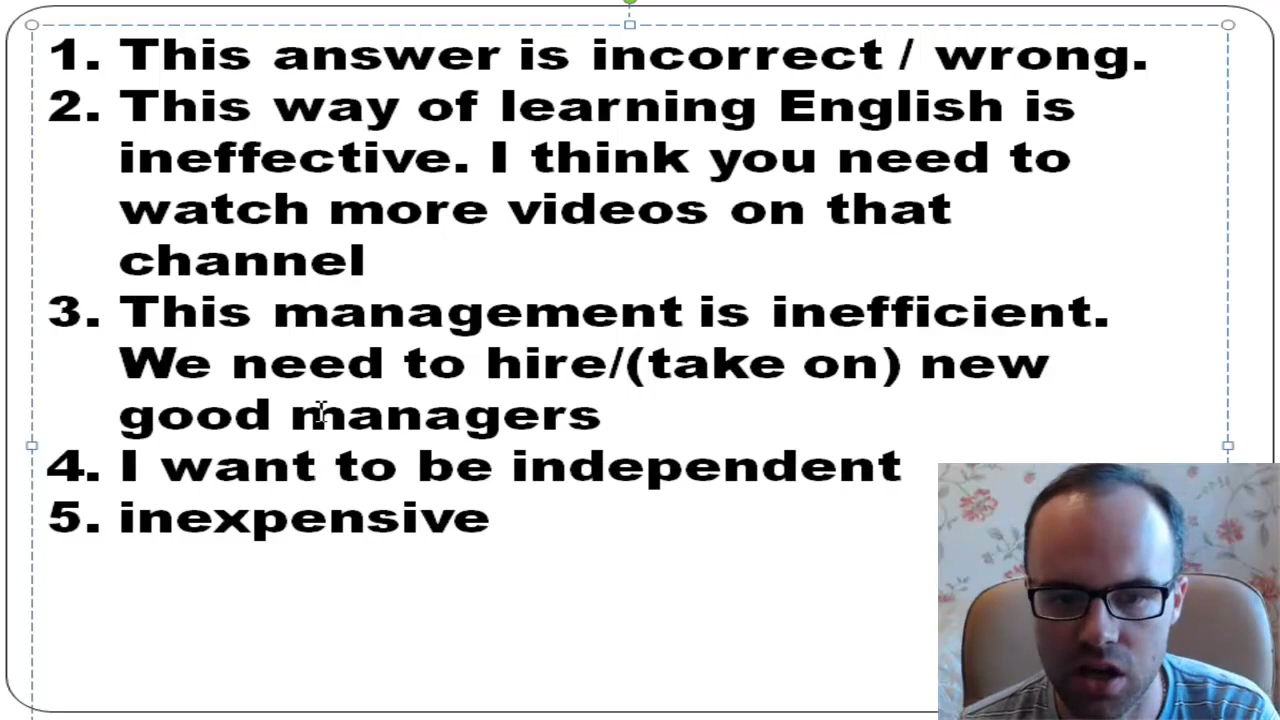 1. This answer is incorrect / wrong.
2. This way of learning English is
ineffective. I think you need to
watch more videos on that
channel
3. This management is inefficient.
We need to hire/(take on) new
good managers
4. I want to be independent
5. inexpensive